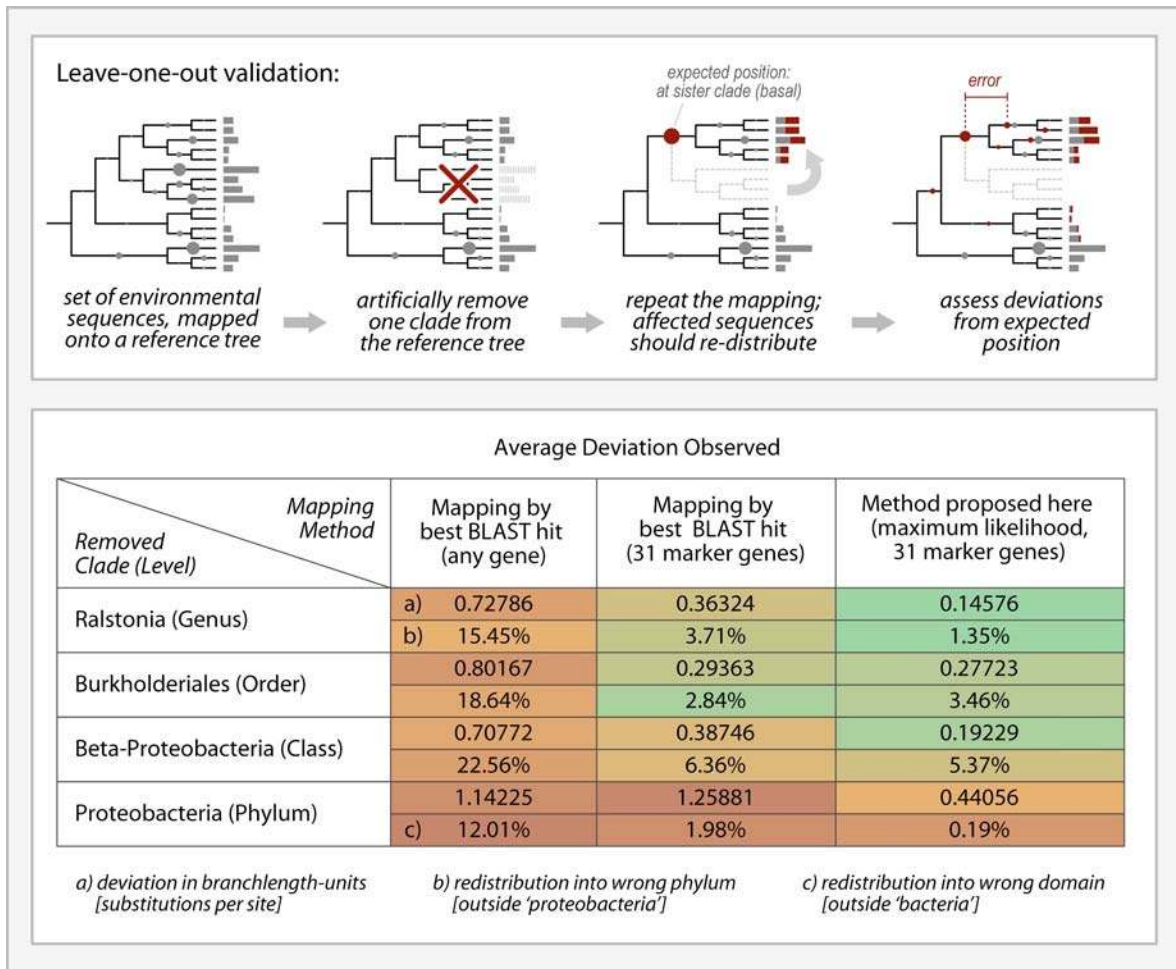 Leave-one-out validation:
expected position:
at sister clade (basal)
error
set of environmental
sequences, mapped
onto a reference tree
artificially remove
one clade from
the reference tree
repeat the mapping;
affected sequences
should re-distribute
assess deviations
from expected
position
Average Deviation Observed
Mapping
Method
Removed
Clade (Level)
Mapping by
best BLAST hit
(any gene)
Mapping by
best BLAST hit
(31 marker genes)
Method proposed here
(maximum likelihood,
31 marker genes)
Ralstonia (Genus)
a) 0.72786 0.36324 0.14576
b) 15.45% 3.71% 1.35%
Burkholderiales (Order)
0.80167 0.29363 0.27723
18.64% 2.84% 3.46%
Beta-Proteobacteria (Class)
0.70772 0.38746 0.19229
22.56% 6.36% 5.37%
Proteobacteria (Phylum)
1.14225 1.25881 0.44056
c) 12.01% 1.98% 0.19%
a) deviation in branchlength-units
[substitutions per site]
b) redistribution into wrong phylum
[outside ‘proteobacteria’]
c) redistribution into wrong domain
[outside ‘bacteria’]